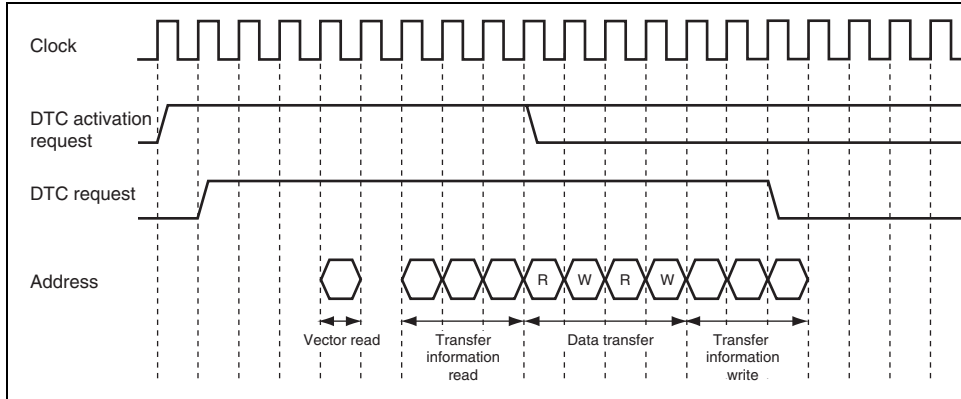 Clock
DTC activation
request
DTC request
Address
R W R W
Vector read
Transfer
information
read
Data transfer
Transfer
information
write